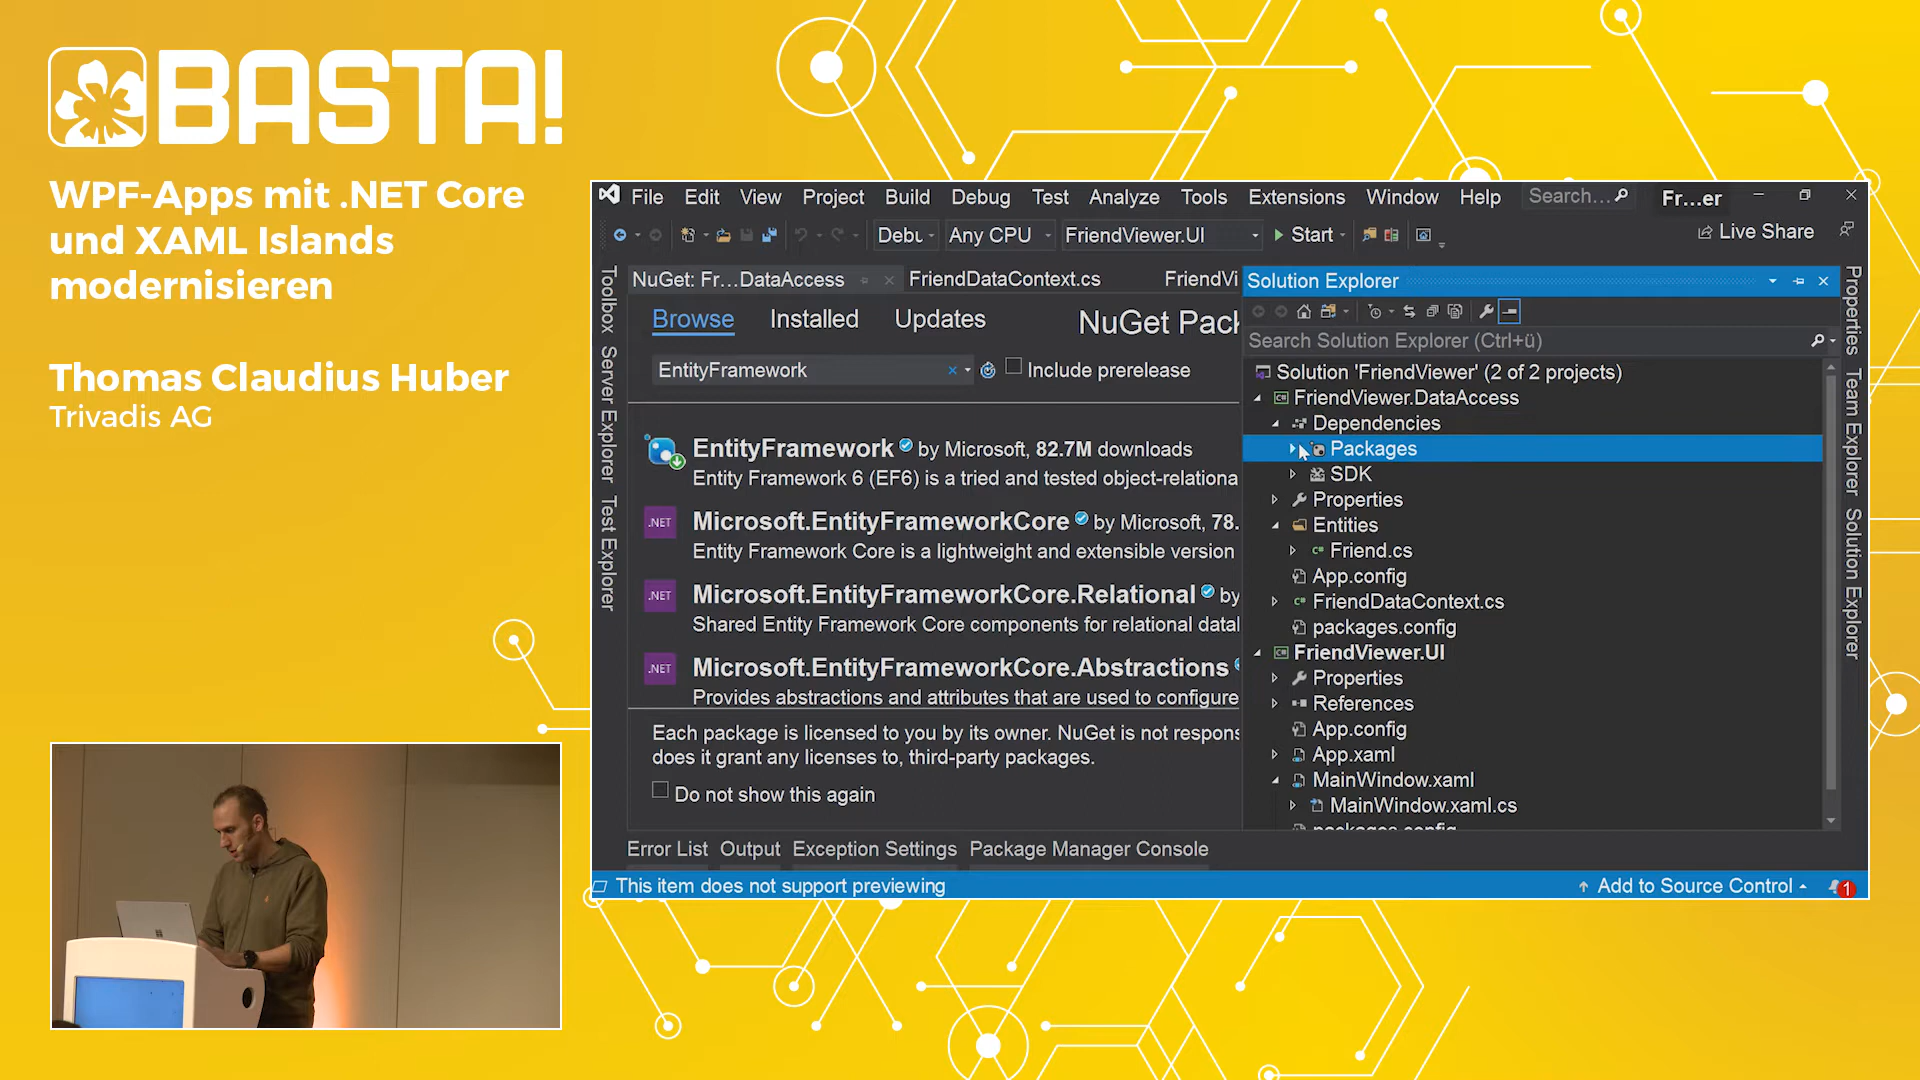 BASTA!
WPF-Apps mit .NET Core
und XAML Islands
modernisieren
Thomas Claudius Huber
Trivadis AG
File Edit View Project Build Debug Test Analyze Tools Extensions Window Help Search... Fr...er
Debu Any CPU FriendViewer.UI Start Live Share
Toolbox
Server Explorer
Test Explorer
NuGet: Fr...DataAccess FriendDataContext.cs FriendVi
Browse Installed Updates NuGet Pack
EntityFramework Include prerelease
EntityFramework by Microsoft, 82.7M downloads
Entity Framework 6 (EF6) is a tried and tested object-relationa
.NET Microsoft.EntityFrameworkCore by Microsoft, 78.
Entity Framework Core is a lightweight and extensible version
.NET Microsoft.EntityFrameworkCore.Relational by
Shared Entity Framework Core components for relational datal
.NET Microsoft.EntityFrameworkCore.Abstractions
Provides abstractions and attributes that are used to configure
Each package is licensed to you by its owner. NuGet is not respons
does it grant any licenses to, third-party packages.
Do not show this again
Solution Explorer
Search Solution Explorer (Ctrl+ü)
Solution 'FriendViewer' (2 of 2 projects)
C# FriendViewer.DataAccess
Dependencies
Packages
SDK
Properties
Entities
C# Friend.cs
App.config
C# FriendDataContext.cs
packages.config
C# FriendViewer.UI
Properties
References
App.config
App.xaml
MainWindow.xaml
MainWindow.xaml.cs
packages.config
Properties
Team Explorer
Solution Explorer
Error List Output Exception Settings Package Manager Console
This item does not support previewing Add to Source Control 1